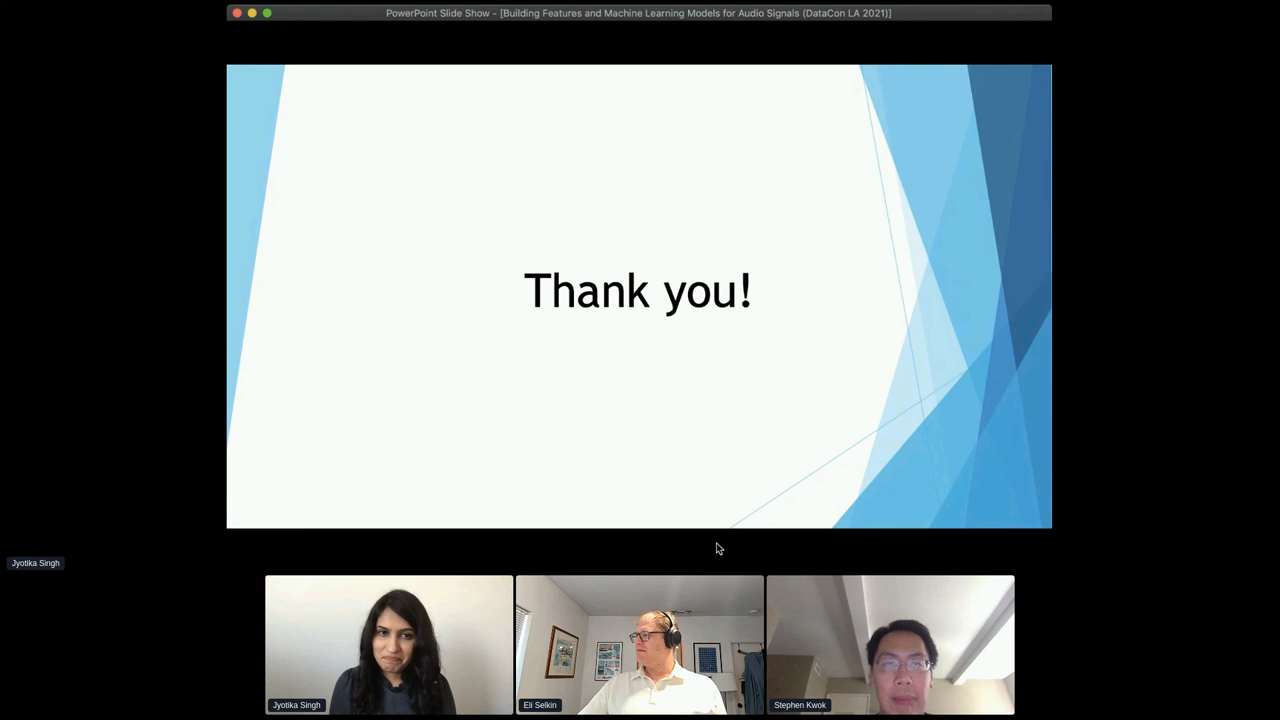 PowerPoint Slide Show - [Building Features and Machine Learning Models for Audio Signals (DataCon LA 2021)]
Thank you!
Jyotika Singh
Jyotika Singh
Eli Selkin
Stephen Kwok